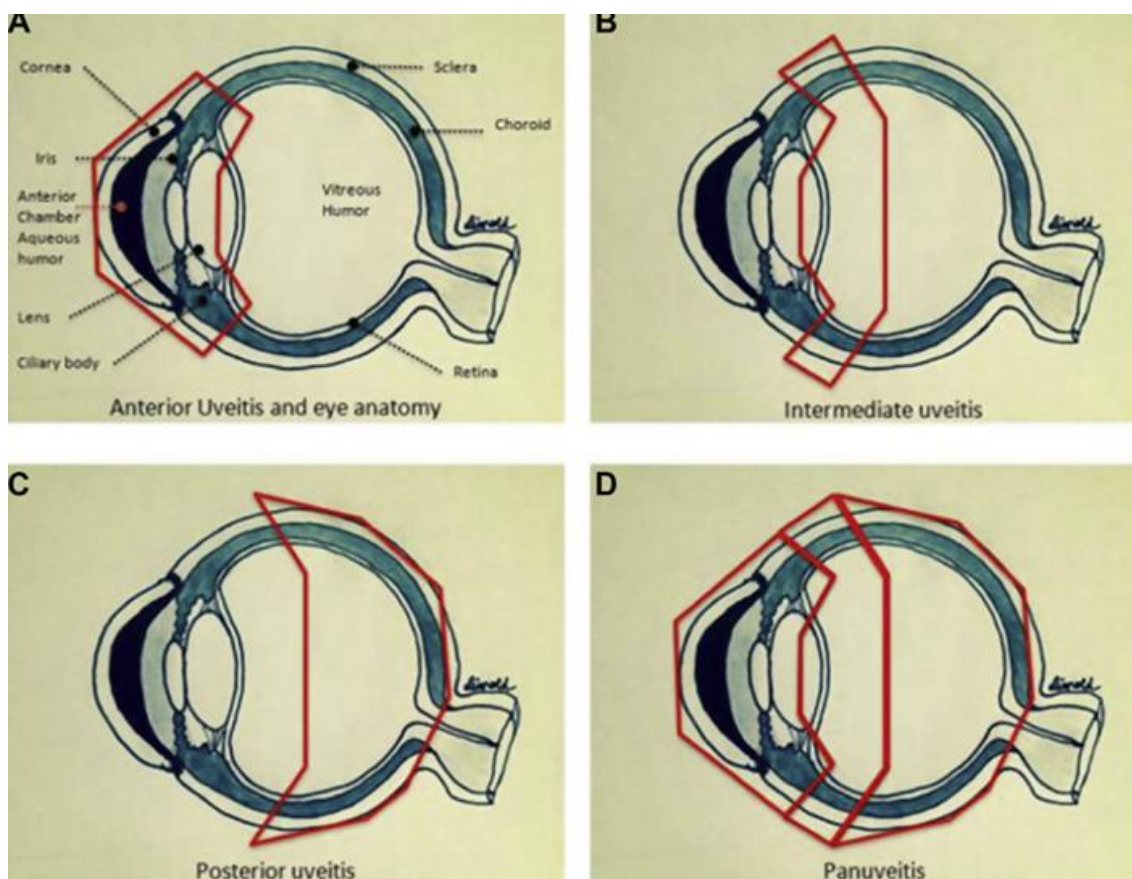 A
Cornea
Sclera
Choroid
Iris
Anterior
Chamber
Aqueous
humor
Vitreous
Humor
Lens
Ciliary body
Retina
Anterior Uveitis and eye anatomy
B
Intermediate uveitis
C
Posterior uveitis
D
Panuveitis